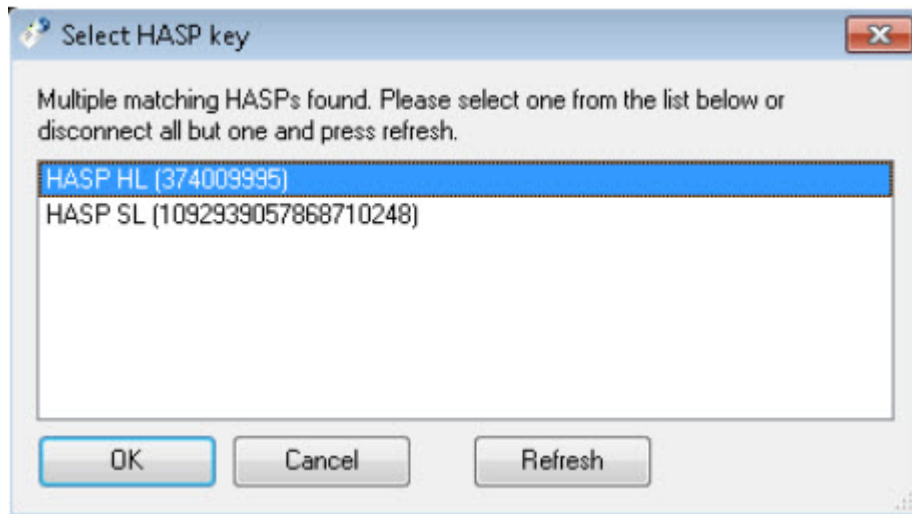 Select HASP key
Multiple matching HASPs found. Please select one from the list below or
disconnect all but one and press refresh.
HASP HL (374009995)
HASP SL (1092939057868710248)
OK
Cancel
Refresh